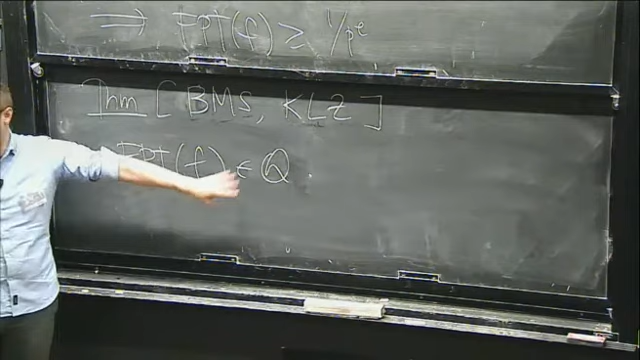 ⟹ FPT(f) ≥ 1/p^e
Thm [BMS, KLZ]
FPT(f) ∈ Q